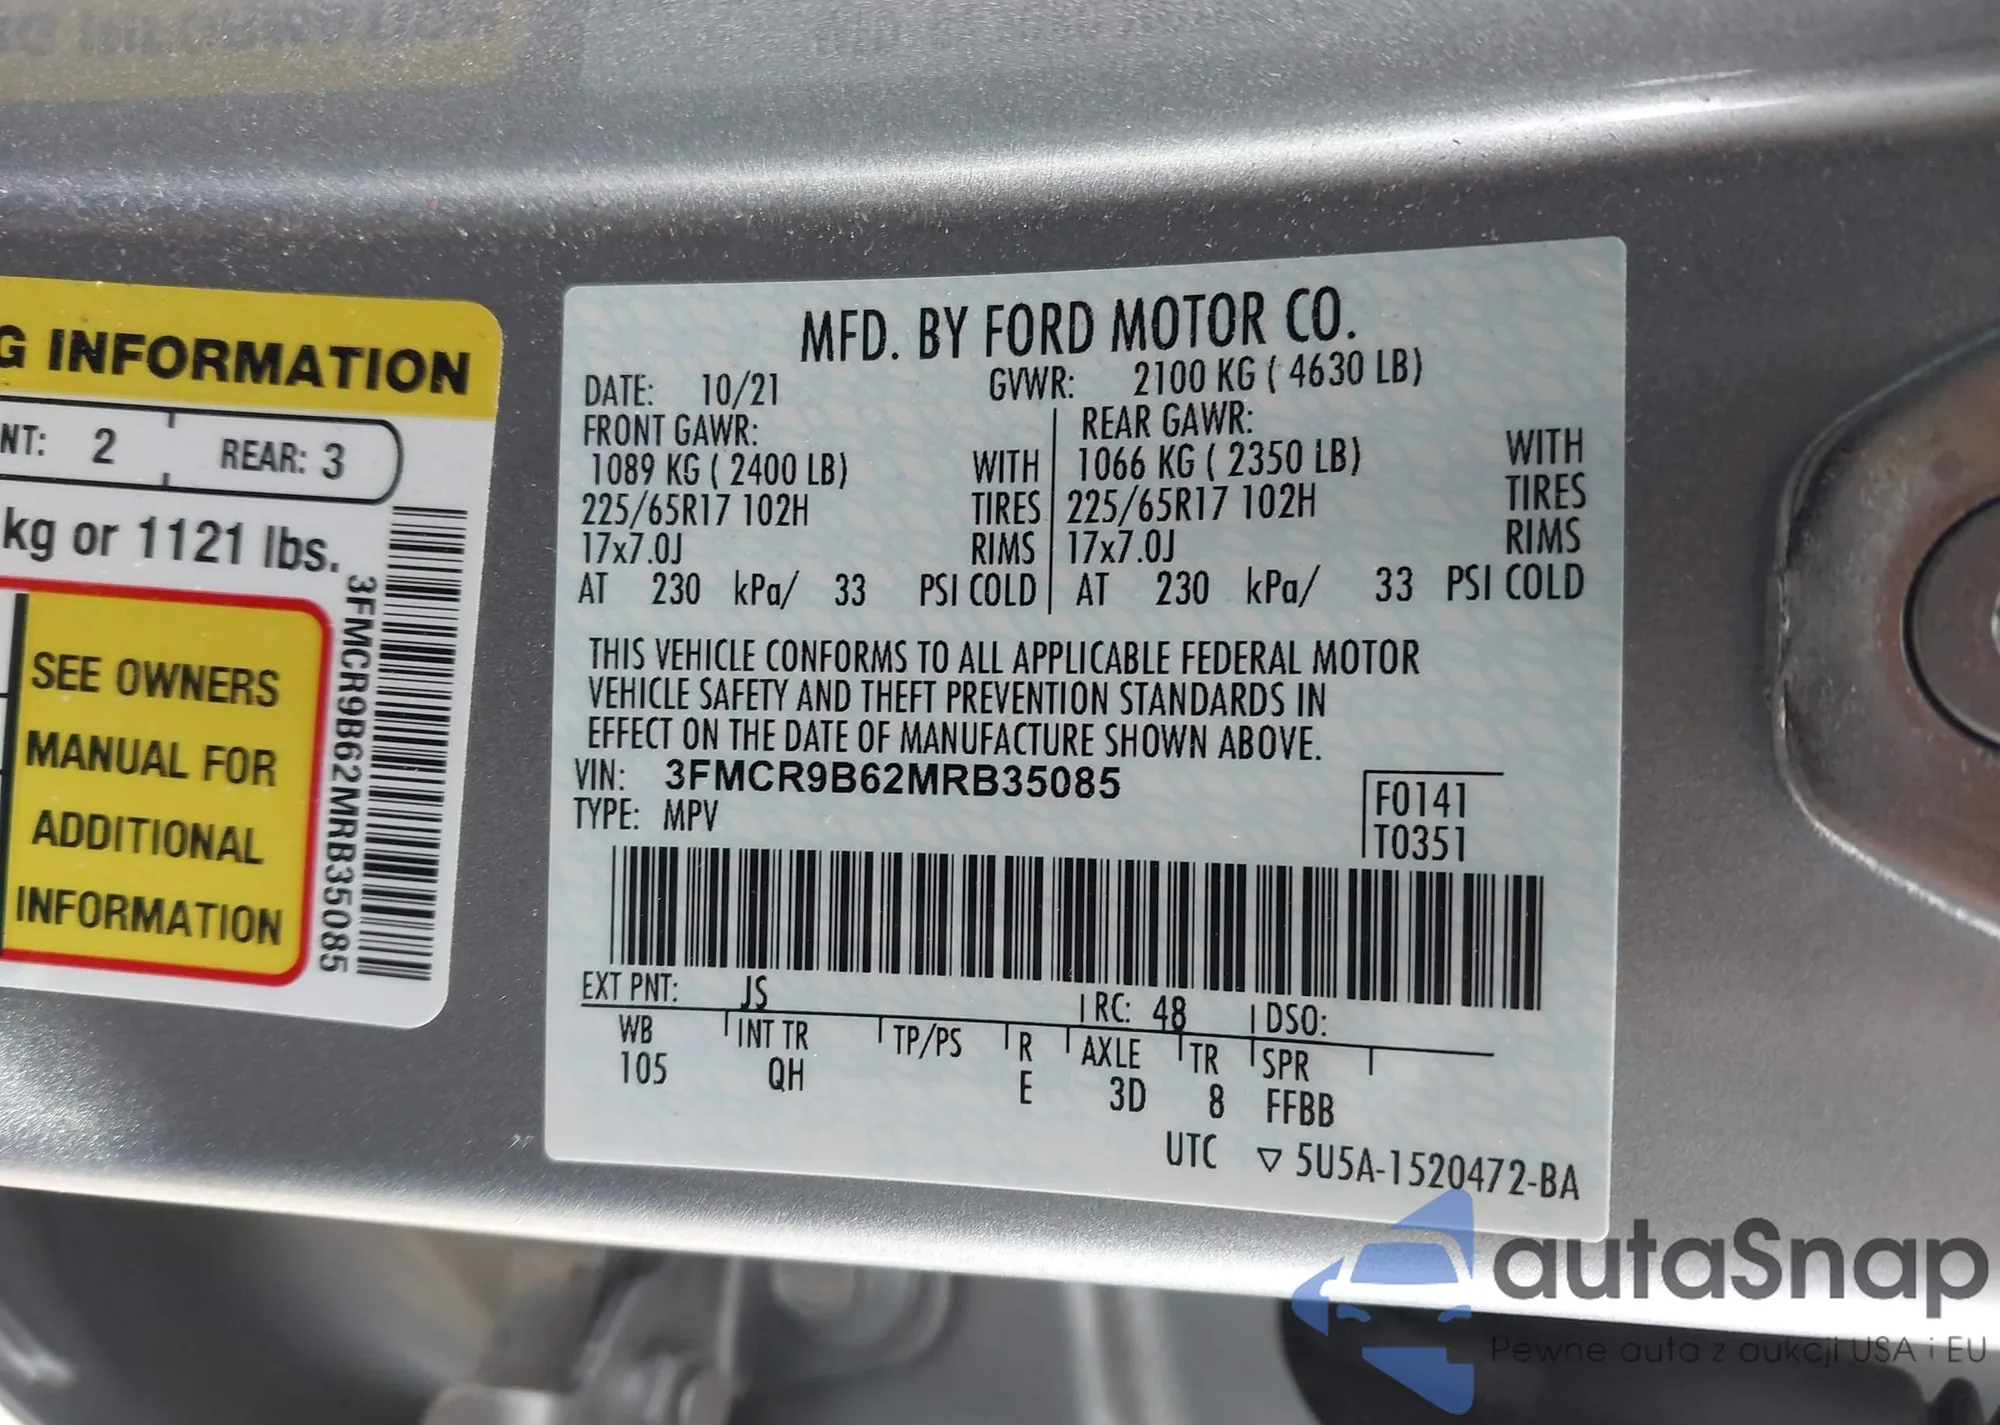 G INFORMATION
NT: 2 REAR: 3
kg or 1121 lbs.
SEE OWNERS
MANUAL FOR
ADDITIONAL
INFORMATION
3FMCR9B62MRB35085
MFD. BY FORD MOTOR CO.
DATE: 10/21 GVWR: 2100 KG ( 4630 LB)
FRONT GAWR: REAR GAWR:
1089 KG ( 2400 LB) WITH 1066 KG ( 2350 LB) WITH
225/65R17 102H TIRES 225/65R17 102H TIRES
17x7.0J RIMS 17x7.0J RIMS
AT 230 kPa/ 33 PSI COLD AT 230 kPa/ 33 PSI COLD
THIS VEHICLE CONFORMS TO ALL APPLICABLE FEDERAL MOTOR
VEHICLE SAFETY AND THEFT PREVENTION STANDARDS IN
EFFECT ON THE DATE OF MANUFACTURE SHOWN ABOVE.
VIN: 3FMCR9B62MRB35085 F0141
TYPE: MPV T0351
EXT PNT: JS RC: 48 DSO:
WB INT TR TP/PS R AXLE TR SPR
105 QH E 3D 8 FFBB
UTC ▽ 5U5A-1520472-BA
autaSnap
Pewne auta z aukcji USA i EU